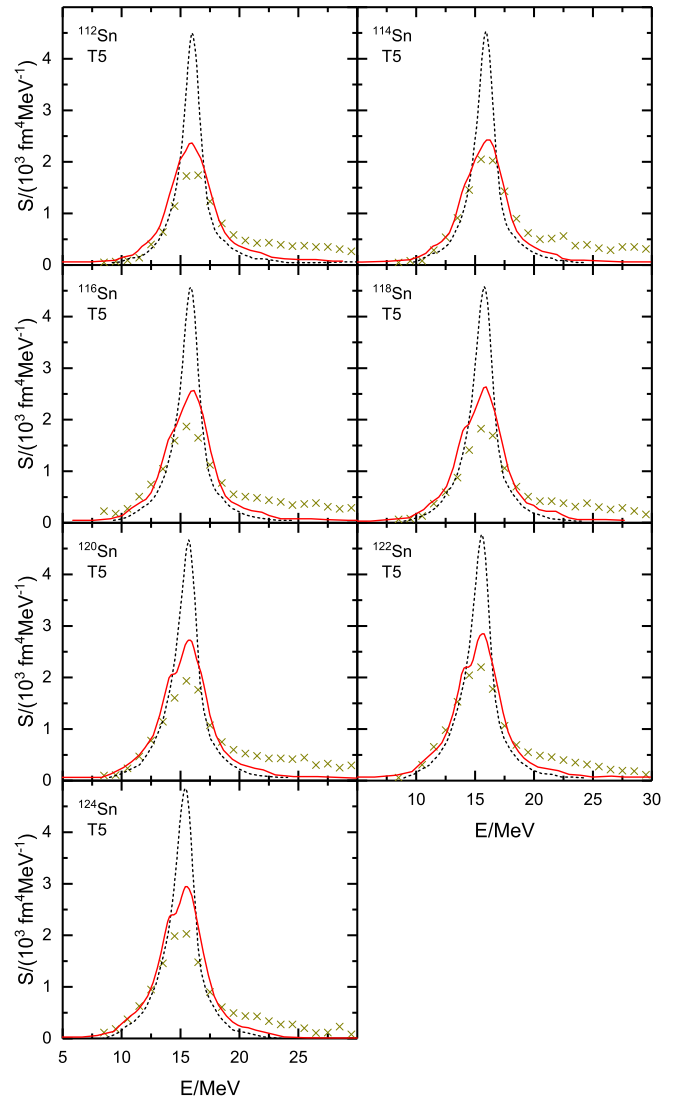 ¹¹²Sn
T5
¹¹⁴Sn
T5
4
3
2
1
0
S/(10³ fm⁴MeV⁻¹)
¹¹⁶Sn
T5
¹¹⁸Sn
T5
4
3
2
1
0
S/(10³ fm⁴MeV⁻¹)
¹²⁰Sn
T5
¹²²Sn
T5
4
3
2
1
0
S/(10³ fm⁴MeV⁻¹)
10 15 20 25 30
E/MeV
¹²⁴Sn
T5
4
3
2
1
0
S/(10³ fm⁴MeV⁻¹)
5 10 15 20 25
E/MeV